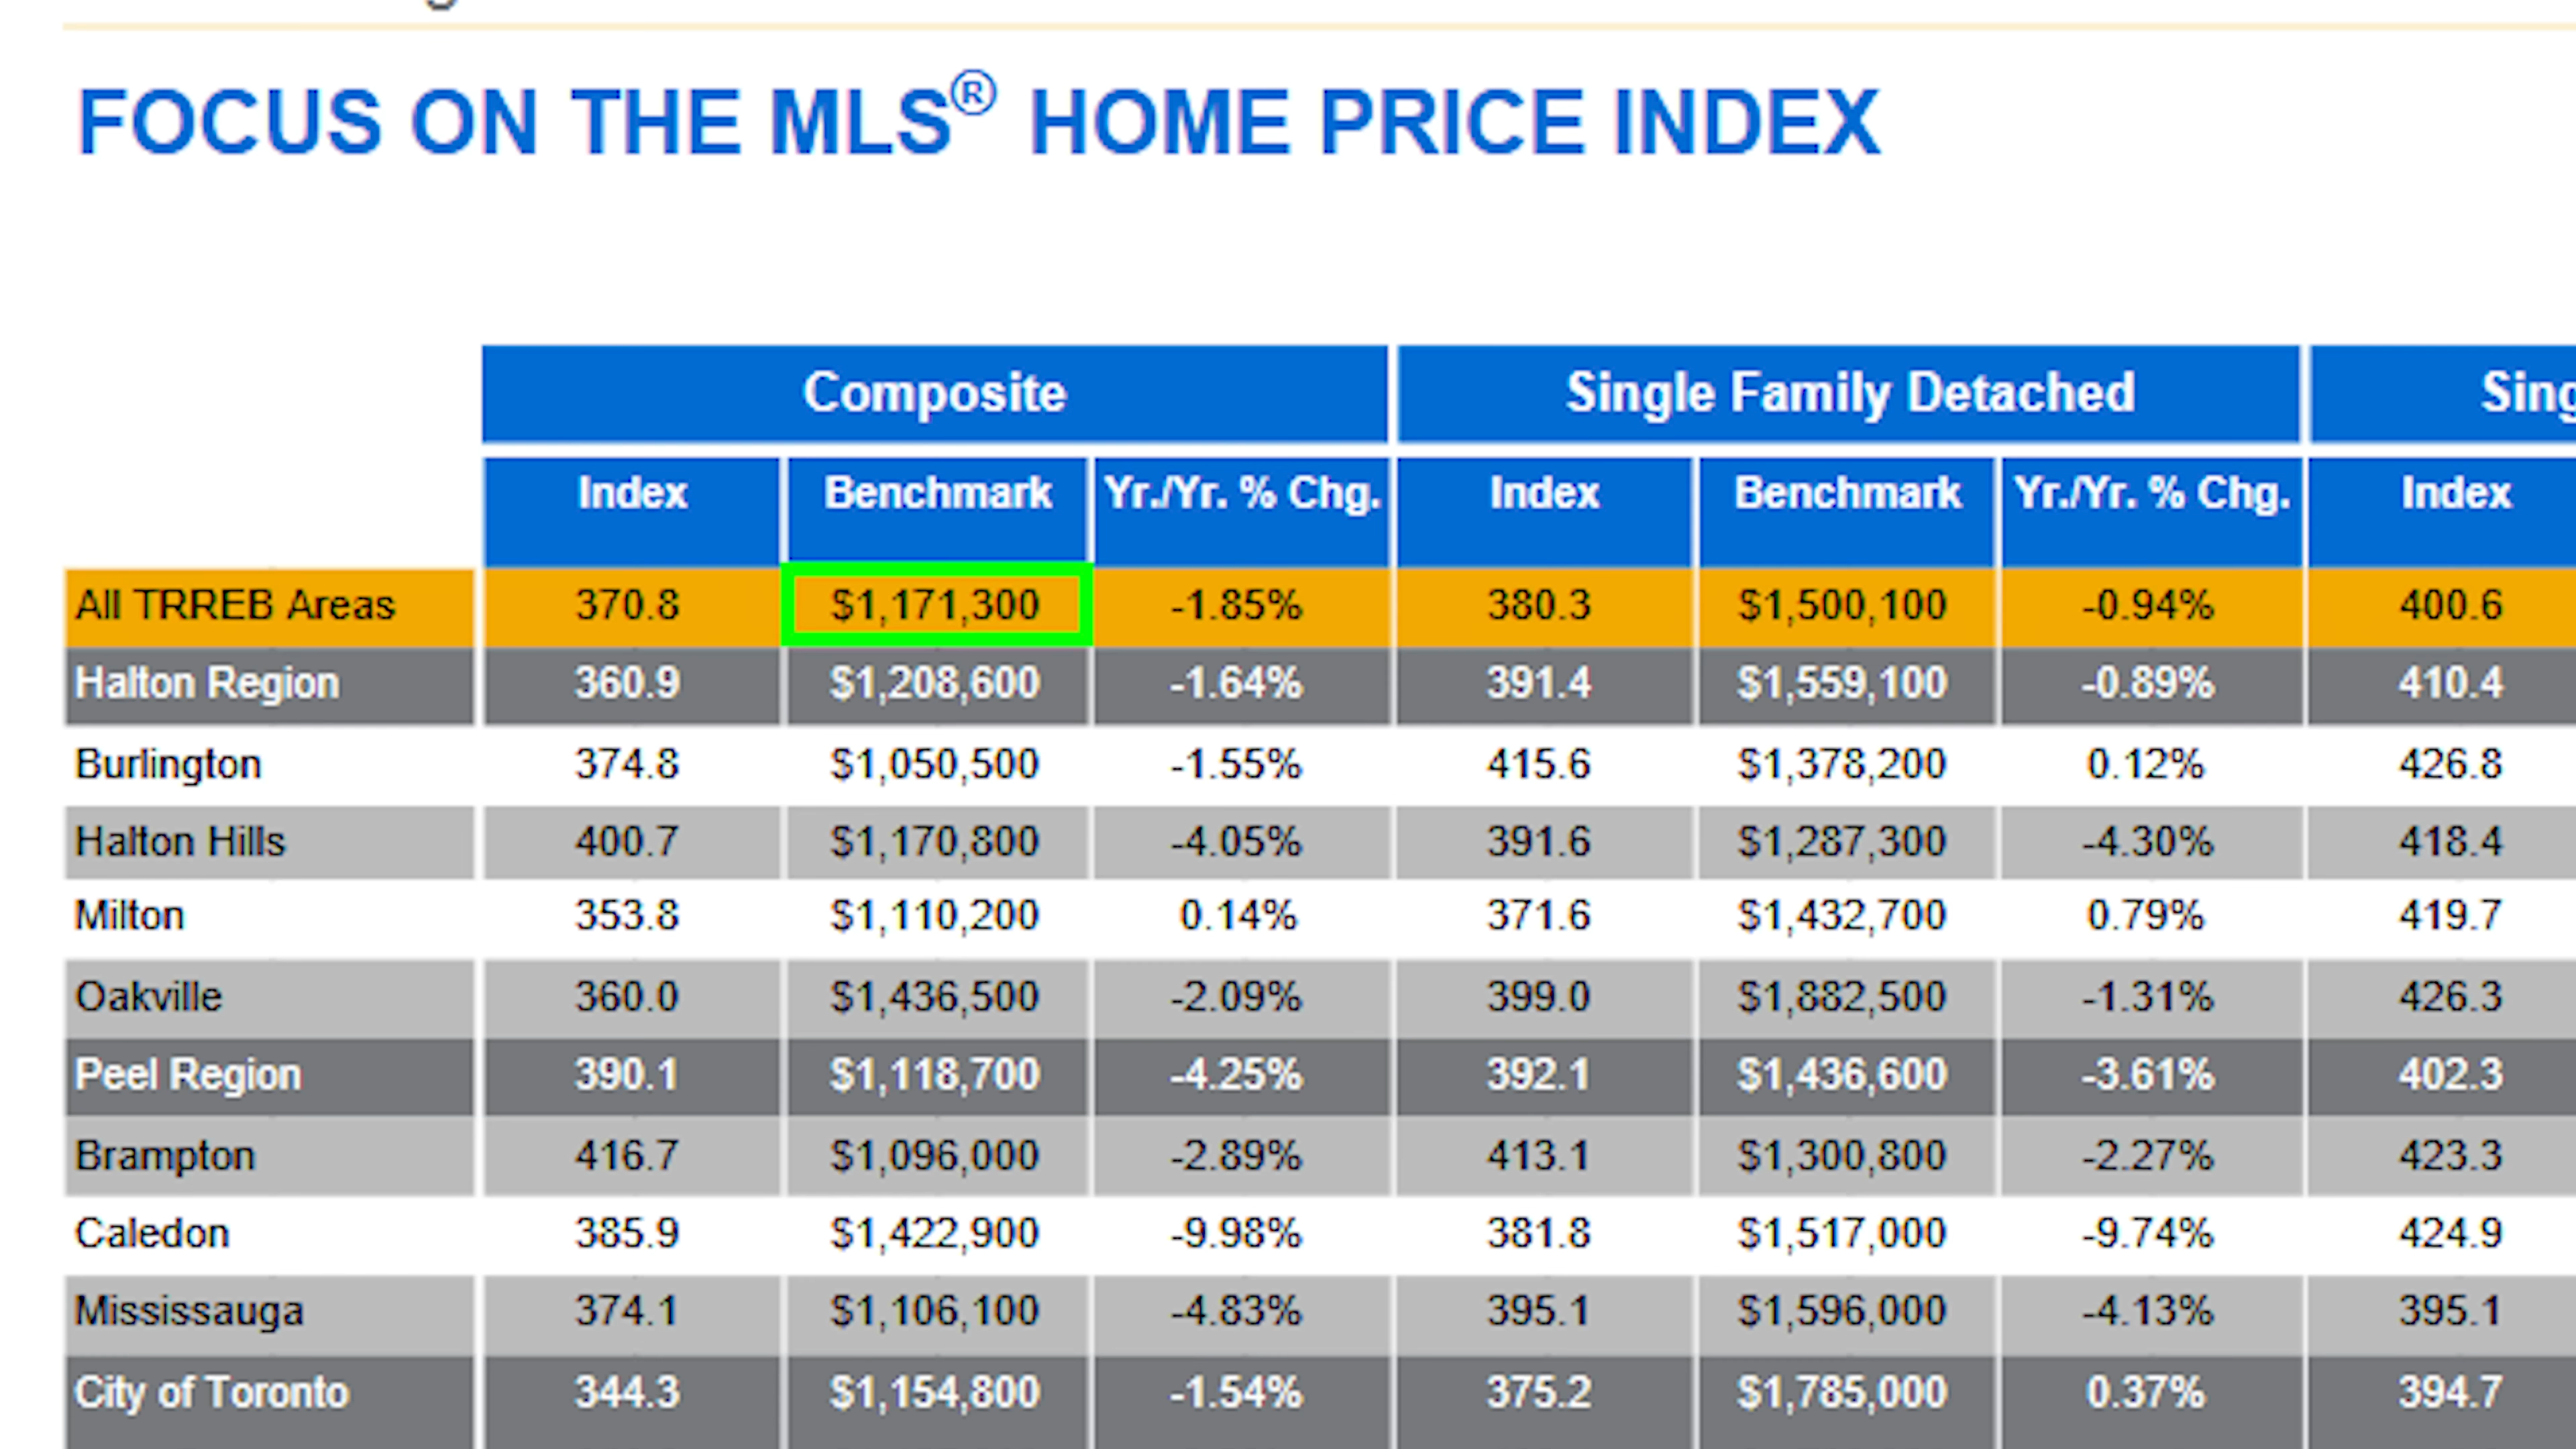 FOCUS ON THE MLS® HOME PRICE INDEX
Composite Single Family Detached
Index Benchmark Yr./Yr. % Chg. Index Benchmark Yr./Yr. % Chg. Index
All TRREB Areas 370.8 $1,171,300 -1.85% 380.3 $1,500,100 -0.94% 400.6
Halton Region 360.9 $1,208,600 -1.64% 391.4 $1,559,100 -0.89% 410.4
Burlington 374.8 $1,050,500 -1.55% 415.6 $1,378,200 0.12% 426.8
Halton Hills 400.7 $1,170,800 -4.05% 391.6 $1,287,300 -4.30% 418.4
Milton 353.8 $1,110,200 0.14% 371.6 $1,432,700 0.79% 419.7
Oakville 360.0 $1,436,500 -2.09% 399.0 $1,882,500 -1.31% 426.3
Peel Region 390.1 $1,118,700 -4.25% 392.1 $1,436,600 -3.61% 402.3
Brampton 416.7 $1,096,000 -2.89% 413.1 $1,300,800 -2.27% 423.3
Caledon 385.9 $1,422,900 -9.98% 381.8 $1,517,000 -9.74% 424.9
Mississauga 374.1 $1,106,100 -4.83% 395.1 $1,596,000 -4.13% 395.1
City of Toronto 344.3 $1,154,800 -1.54% 375.2 $1,785,000 0.37% 394.7